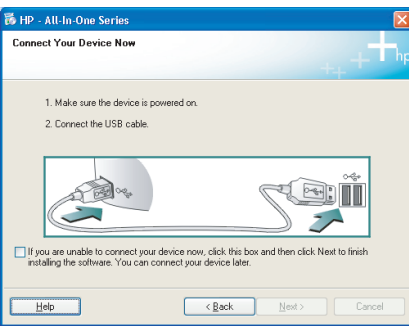 HP - All-In-One Series
Connect Your Device Now
hp
1. Make sure the device is powered on.
2. Connect the USB cable.
If you are unable to connect your device now, click this box and then click Next to finish
installing the software. You can connect your device later.
Help
< Back
Next >
Cancel